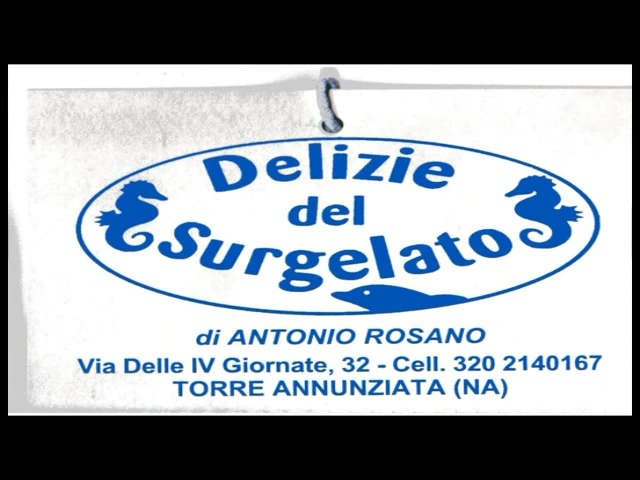 Delizie
del
Surgelato
di ANTONIO ROSANO
Via Delle IV Giornate, 32 - Cell. 320 2140167
TORRE ANNUNZIATA (NA)